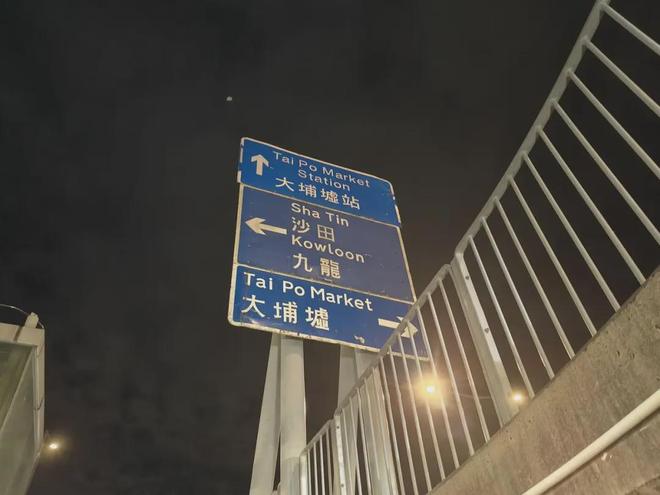 Tai Po Market
Station
大埔墟站
Sha Tin
沙田
Kowloon
九龍
Tai Po Market
大埔墟